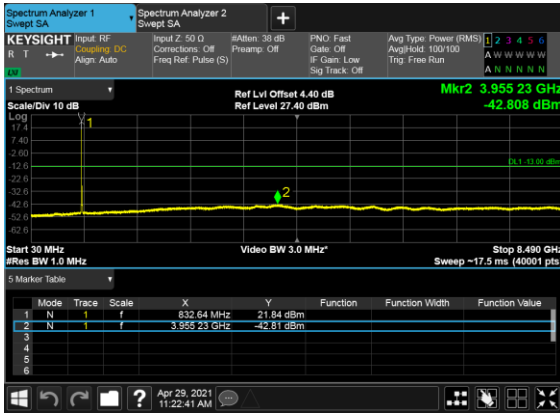 Spectrum Analyzer 1
Swept SA
Spectrum Analyzer 2
Swept SA
+
KEYSIGHT
R T
LV
Input: RF
Coupling: DC
Align: Auto
Input Z: 50 Ω
Corrections: Off
Freq Ref: Pulse (S)
#Atten: 38 dB
Preamp: Off
PNO: Fast
Gate: Off
IF Gain: Low
Sig Track: Off
Avg Type: Power (RMS)
Avg|Hold: 100/100
Trig: Free Run
1 2 3 4 5 6
A W W W W W
A N N N N N
1 Spectrum
Scale/Div 10 dB
Ref Lvl Offset 4.40 dB
Ref Level 27.40 dBm
Mkr2 3.955 23 GHz
-42.808 dBm
Log
17.4
7.40
-2.60
-12.6
-22.6
-32.6
-42.6
-52.6
-62.6
1
2
DL1 -13.00 dBm
Start 30 MHz
#Res BW 1.0 MHz
Video BW 3.0 MHz*
Stop 8.490 GHz
Sweep ~17.5 ms (40001 pts)
5 Marker Table
Mode Trace Scale X Y Function Function Width Function Value
1 N 1 f 832.64 MHz 21.84 dBm
2 N 1 f 3.955 23 GHz -42.81 dBm
3
4
5
6
?
Apr 29, 2021
11:22:41 AM